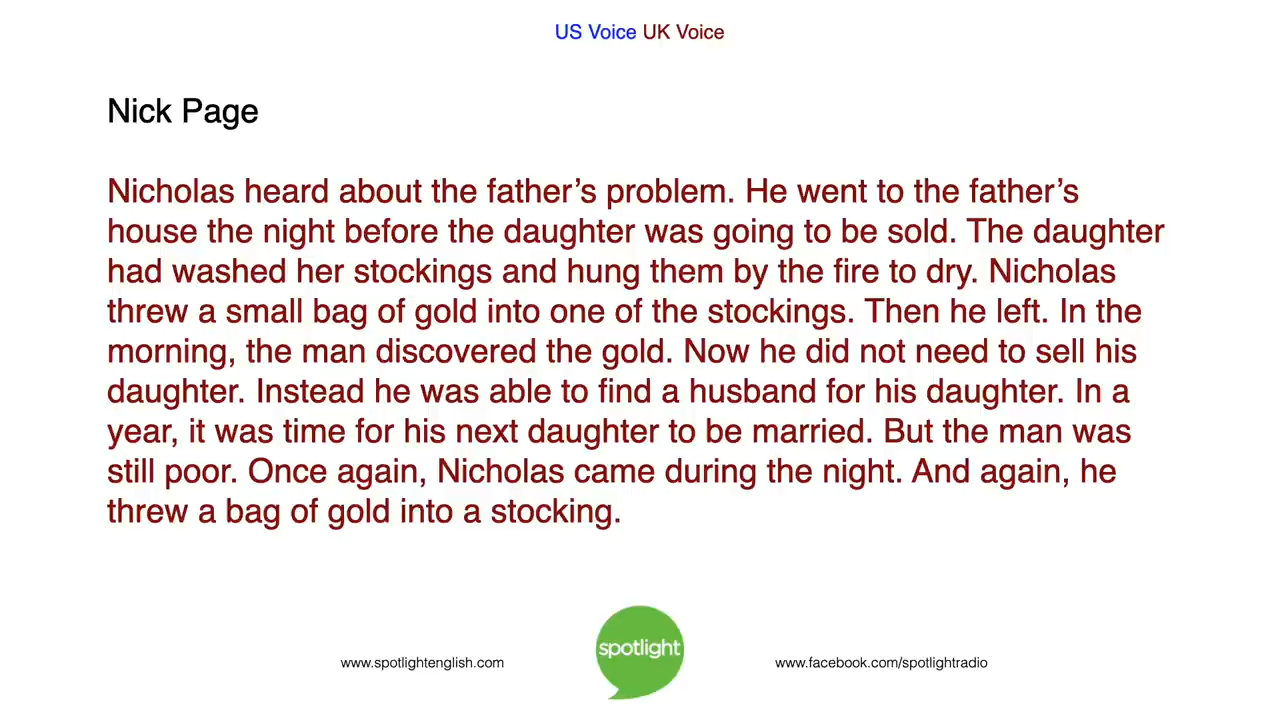 US Voice UK Voice
Nick Page
Nicholas heard about the father’s problem. He went to the father’s
house the night before the daughter was going to be sold. The daughter
had washed her stockings and hung them by the fire to dry. Nicholas
threw a small bag of gold into one of the stockings. Then he left. In the
morning, the man discovered the gold. Now he did not need to sell his
daughter. Instead he was able to find a husband for his daughter. In a
year, it was time for his next daughter to be married. But the man was
still poor. Once again, Nicholas came during the night. And again, he
threw a bag of gold into a stocking.
www.spotlightenglish.com
spotlight
www.facebook.com/spotlightradio